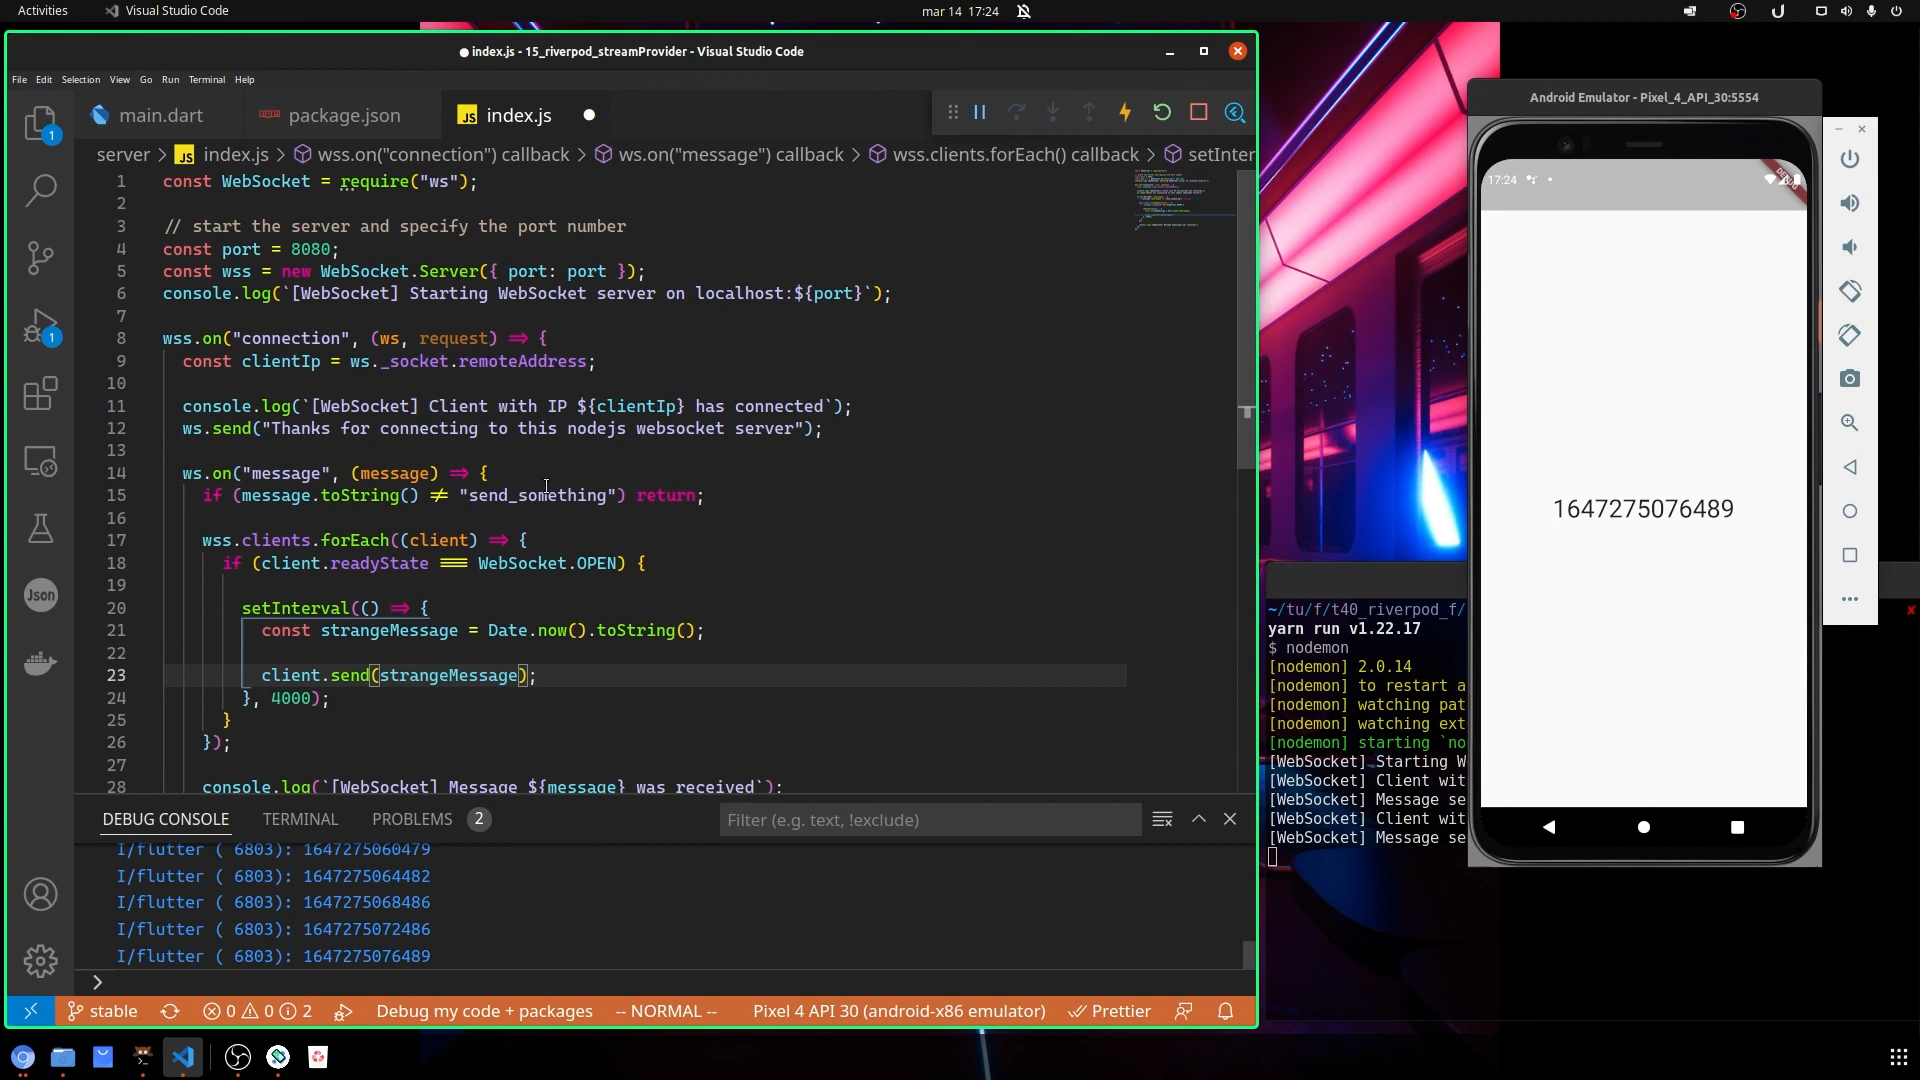 Activities
Visual Studio Code
mar 14 17:24
index.js - 15_riverpod_streamProvider - Visual Studio Code
File Edit Selection View Go Run Terminal Help
main.dart
package.json
JS index.js
server > JS index.js > wss.on("connection") callback > ws.on("message") callback > wss.clients.forEach() callback > setInter
1 const WebSocket = require("ws");
2
3 // start the server and specify the port number
4 const port = 8080;
5 const wss = new WebSocket.Server({ port: port });
6 console.log(`[WebSocket] Starting WebSocket server on localhost:${port}`);
7
8 wss.on("connection", (ws, request) => {
9 const clientIp = ws._socket.remoteAddress;
10
11 console.log(`[WebSocket] Client with IP ${clientIp} has connected`);
12 ws.send("Thanks for connecting to this nodejs websocket server");
13
14 ws.on("message", (message) => {
15 if (message.toString() ≠ "send_something") return;
16
17 wss.clients.forEach((client) => {
18 if (client.readyState === WebSocket.OPEN) {
19
20 setInterval(() => {
21 const strangeMessage = Date.now().toString();
22
23 client.send(strangeMessage);
24 }, 4000);
25 }
26 });
27
28 console.log(`[WebSocket] Message ${message} was received`);
1
1
Json
DEBUG CONSOLE
TERMINAL
PROBLEMS 2
Filter (e.g. text, !exclude)
I/flutter ( 6803): 1647275060479
I/flutter ( 6803): 1647275064482
I/flutter ( 6803): 1647275068486
I/flutter ( 6803): 1647275072486
I/flutter ( 6803): 1647275076489
>
stable
0 0 2
Debug my code + packages
-- NORMAL --
Pixel 4 API 30 (android-x86 emulator)
Prettier
~/tu/f/t40_riverpod_f/
yarn run v1.22.17
$ nodemon
[nodemon] 2.0.14
[nodemon] to restart a
[nodemon] watching pat
[nodemon] watching ext
[nodemon] starting `no
[WebSocket] Starting W
[WebSocket] Client wit
[WebSocket] Message se
[WebSocket] Client wit
[WebSocket] Message se
Android Emulator - Pixel_4_API_30:5554
17:24
1647275076489